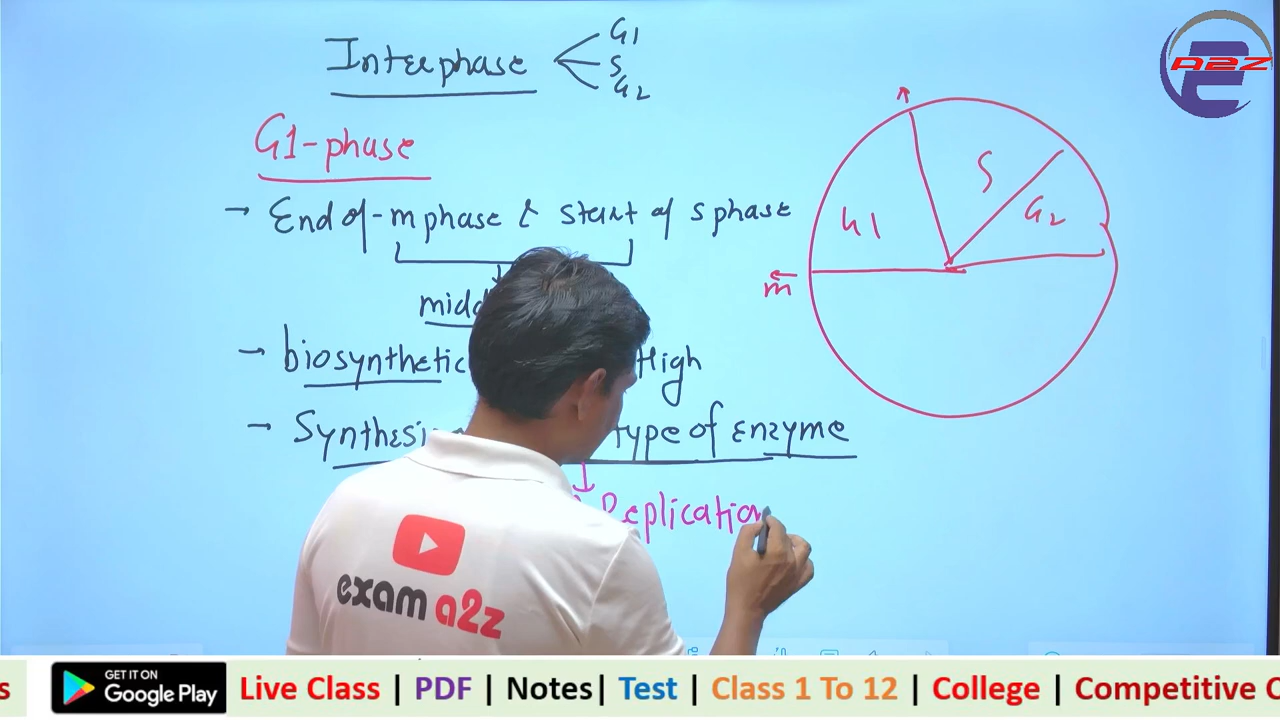 Interphase
G1
S
G2
G1-phase
→ End of - m phase & start of s phase
→ biosynthetic High
→ type of Enzyme
Replication
S
G1
G2
m
A2Z
exam a2z
s
GET IT ON
Google Play
Live Class | PDF | Notes| Test | Class 1 To 12 | College | Competitive